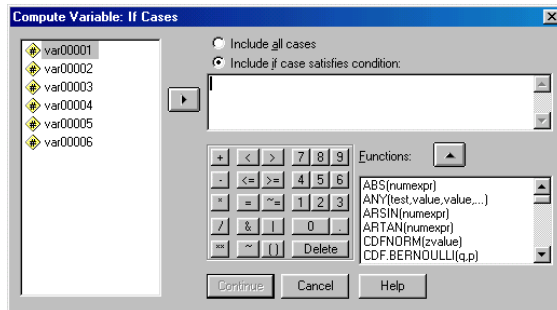 Compute Variable: If Cases
var00001
var00002
var00003
var00004
var00005
var00006
Include all cases
Include if case satisfies condition:
+ < > 7 8 9
- <= >= 4 5 6
* = ~= 1 2 3
/ & | 0 .
** ~ () Delete
Functions:
ABS(numexpr)
ANY(test,value,value,...)
ARSIN(numexpr)
ARTAN(numexpr)
CDFNORM(zvalue)
CDF.BERNOULLI(q,p)
Continue Cancel Help